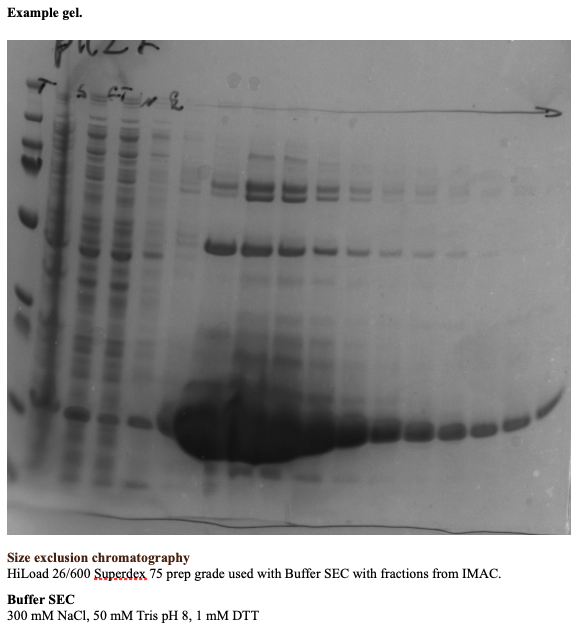 Example gel.
T
S FT W E
Size exclusion chromatography
HiLoad 26/600 Superdex 75 prep grade used with Buffer SEC with fractions from IMAC.
Buffer SEC
300 mM NaCl, 50 mM Tris pH 8, 1 mM DTT